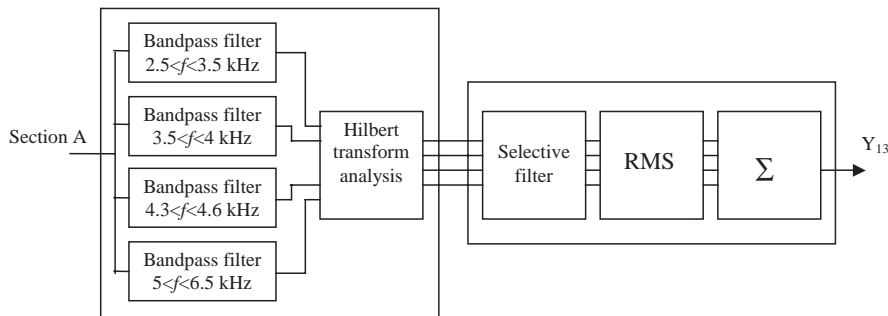 Bandpass filter
2.5<f<3.5 kHz
Bandpass filter
3.5<f<4 kHz
Section A
Bandpass filter
4.3<f<4.6 kHz
Bandpass filter
5<f<6.5 kHz
Hilbert
transform
analysis
Selective
filter
RMS
Σ
Y₁₃